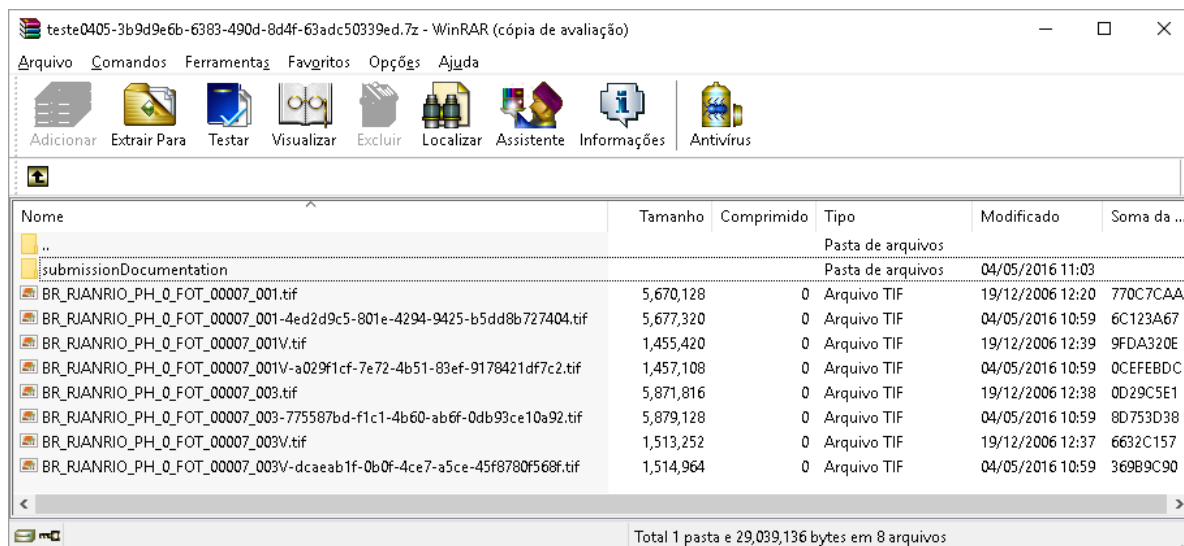 teste0405-3b9d9e6b-6383-490d-8d4f-63adc50339ed.7z - WinRAR (cópia de avaliação)
Arquivo Comandos Ferramentas Favoritos Opções Ajuda
Adicionar Extrair Para Testar Visualizar Excluir Localizar Assistente Informações Antivírus
Nome Tamanho Comprimido Tipo Modificado Soma da ...
.. Pasta de arquivos
submissionDocumentation Pasta de arquivos 04/05/2016 11:03
BR_RJANRIO_PH_0_FOT_00007_001.tif 5,670,128 0 Arquivo TIF 19/12/2006 12:20 770C7CAA
BR_RJANRIO_PH_0_FOT_00007_001-4ed2d9c5-801e-4294-9425-b5dd8b727404.tif 5,677,320 0 Arquivo TIF 04/05/2016 10:59 6C123A67
BR_RJANRIO_PH_0_FOT_00007_001V.tif 1,455,420 0 Arquivo TIF 19/12/2006 12:39 9FDA320E
BR_RJANRIO_PH_0_FOT_00007_001V-a029f1cf-7e72-4b51-83ef-9178421df7c2.tif 1,457,108 0 Arquivo TIF 04/05/2016 10:59 0CEFEBDC
BR_RJANRIO_PH_0_FOT_00007_003.tif 5,871,816 0 Arquivo TIF 19/12/2006 12:38 0D29C5E1
BR_RJANRIO_PH_0_FOT_00007_003-775587bd-f1c1-4b60-ab6f-0db93ce10a92.tif 5,879,128 0 Arquivo TIF 04/05/2016 10:59 8D753D38
BR_RJANRIO_PH_0_FOT_00007_003V.tif 1,513,252 0 Arquivo TIF 19/12/2006 12:37 6632C157
BR_RJANRIO_PH_0_FOT_00007_003V-dcaeab1f-0b0f-4ce7-a5ce-45f8780f568f.tif 1,514,964 0 Arquivo TIF 04/05/2016 10:59 369B9C90
Total 1 pasta e 29,039,136 bytes em 8 arquivos